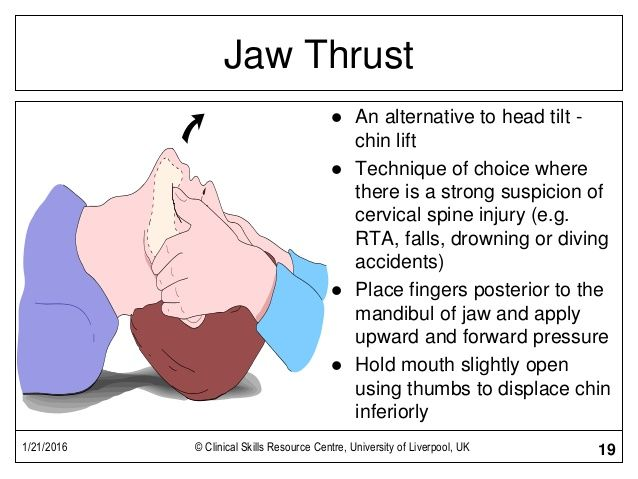 Jaw Thrust
● An alternative to head tilt -
chin lift
● Technique of choice where
there is a strong suspicion of
cervical spine injury (e.g.
RTA, falls, drowning or diving
accidents)
● Place fingers posterior to the
mandibul of jaw and apply
upward and forward pressure
● Hold mouth slightly open
using thumbs to displace chin
inferiorly
1/21/2016 © Clinical Skills Resource Centre, University of Liverpool, UK 19